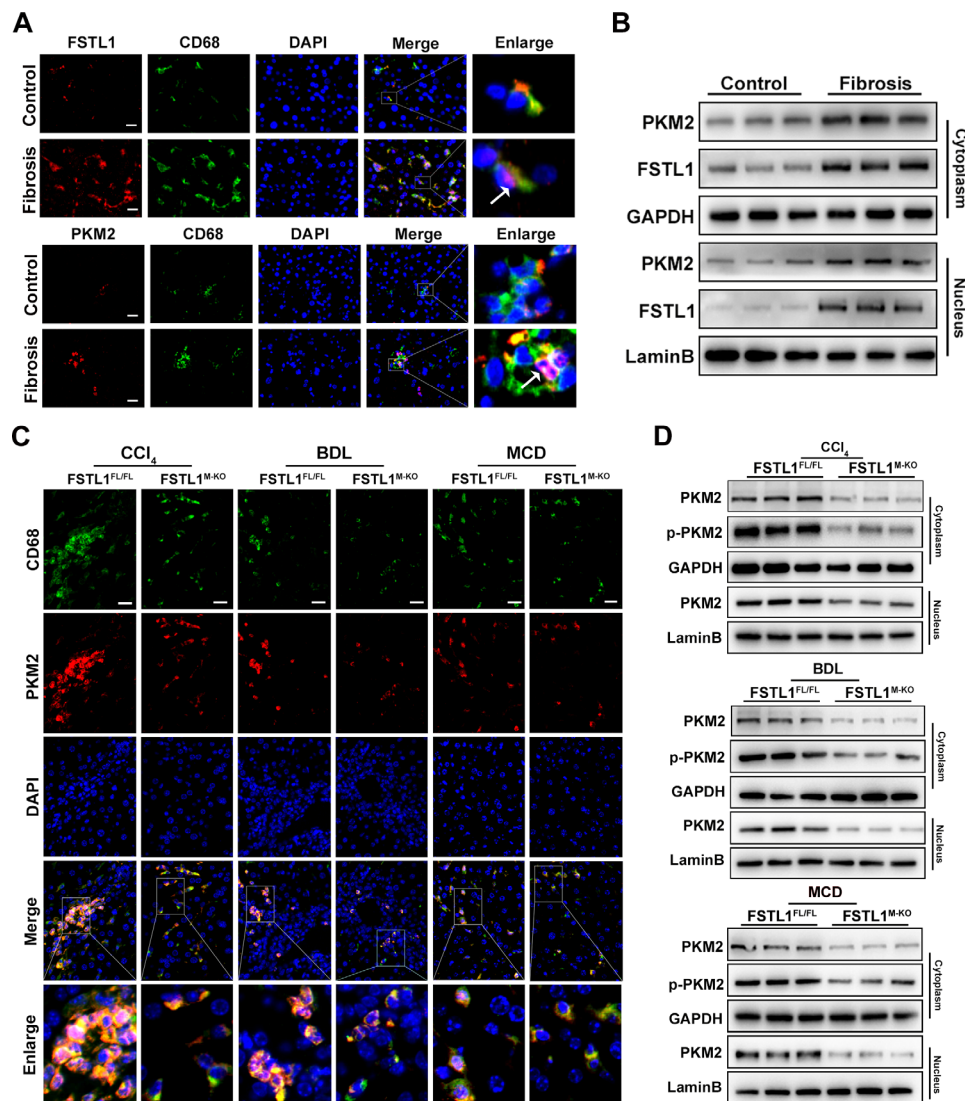 A
FSTL1 CD68 DAPI Merge Enlarge
Control
Fibrosis
PKM2 CD68 DAPI Merge Enlarge
Control
Fibrosis
B
Control Fibrosis
PKM2
FSTL1
GAPDH
Cytoplasm
PKM2
FSTL1
LaminB
Nucleus
C
CCl4 BDL MCD
FSTL1FL/FL FSTL1M-KO FSTL1FL/FL FSTL1M-KO FSTL1FL/FL FSTL1M-KO
CD68
PKM2
DAPI
Merge
Enlarge
D
CCl4
FSTL1FL/FL FSTL1M-KO
PKM2
p-PKM2
GAPDH
Cytoplasm
PKM2
LaminB
Nucleus
BDL
FSTL1FL/FL FSTL1M-KO
PKM2
p-PKM2
GAPDH
Cytoplasm
PKM2
LaminB
Nucleus
MCD
FSTL1FL/FL FSTL1M-KO
PKM2
p-PKM2
GAPDH
Cytoplasm
PKM2
LaminB
Nucleus